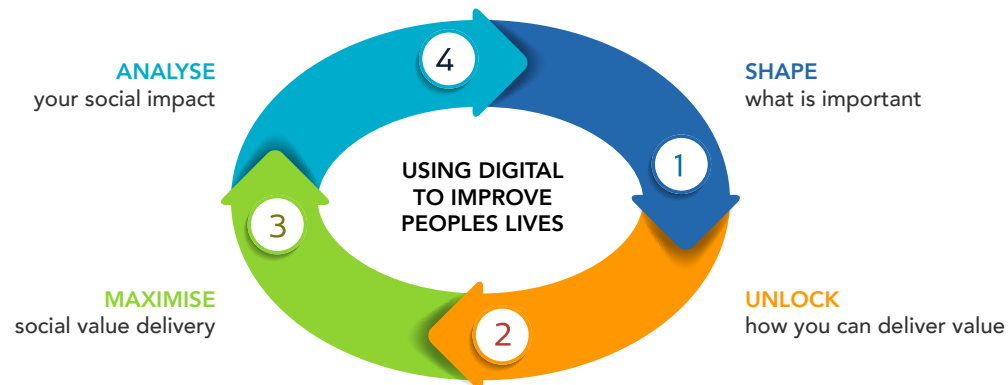 4
ANALYSE
your social impact
SHAPE
what is important
1
USING DIGITAL
TO IMPROVE
PEOPLES LIVES
3
MAXIMISE
social value delivery
UNLOCK
how you can deliver value
2